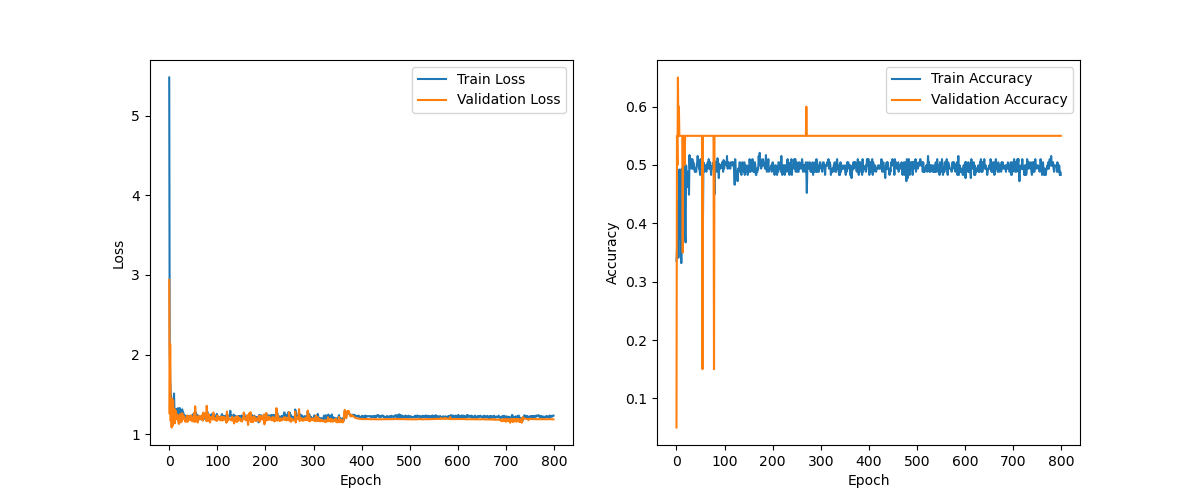 Train Loss
Validation Loss
5
4
3
2
1
Loss
0 100 200 300 400 500 600 700 800
Epoch
Train Accuracy
Validation Accuracy
0.6
0.5
0.4
0.3
0.2
0.1
Accuracy
0 100 200 300 400 500 600 700 800
Epoch